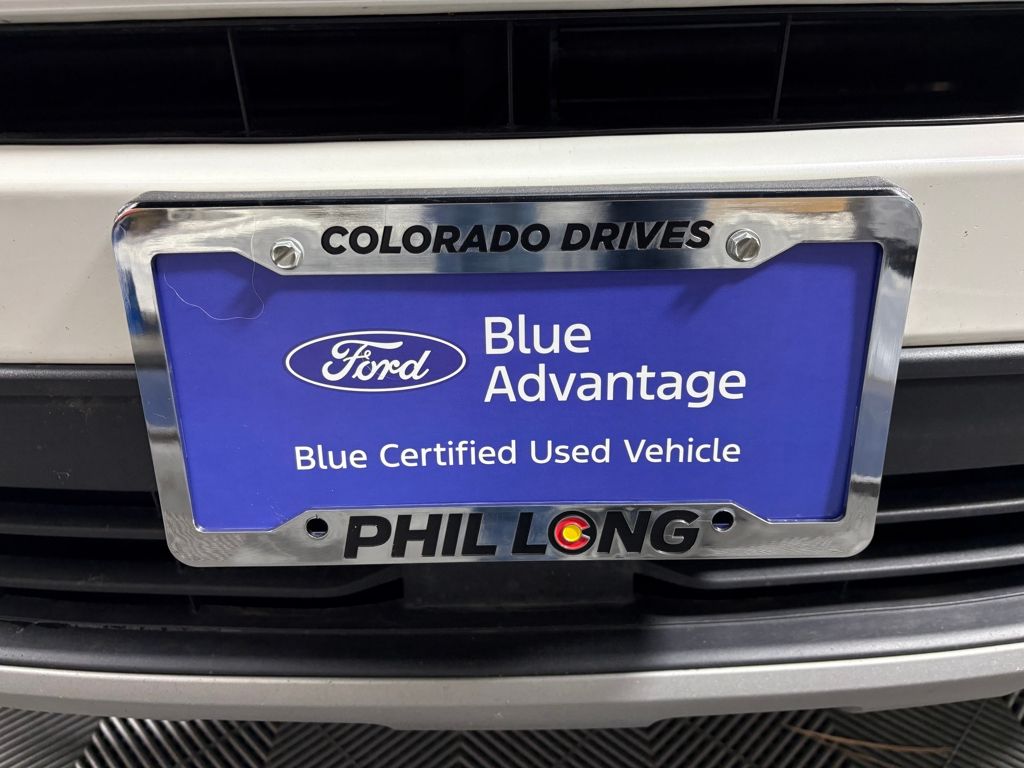 COLORADO DRIVES
Ford
Blue
Advantage
Blue Certified Used Vehicle
PHIL LONG